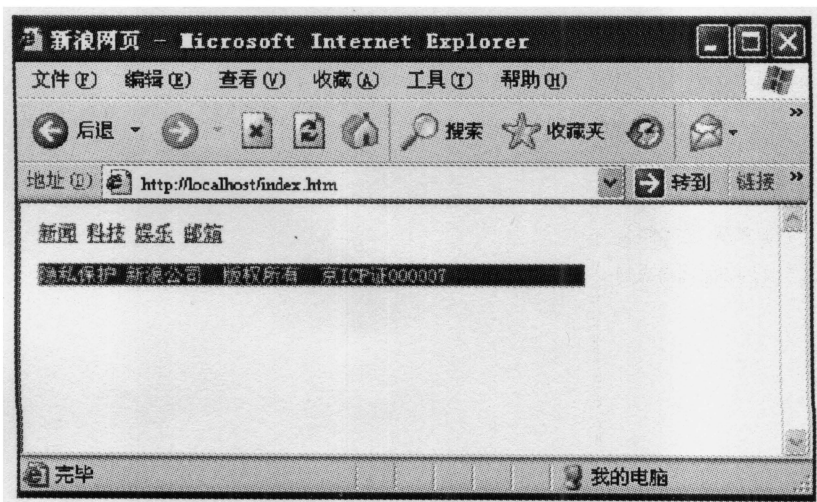 新浪网页 - Microsoft Internet Explorer
文件(F) 编辑(E) 查看(V) 收藏(A) 工具(T) 帮助(H)
后退 搜索 收藏夹 »
地址(D) http://localhost/index.htm 转到 链接 »
新闻 科技 娱乐 邮箱
隐私保护 新浪公司 版权所有 京ICP证000007
完毕 我的电脑